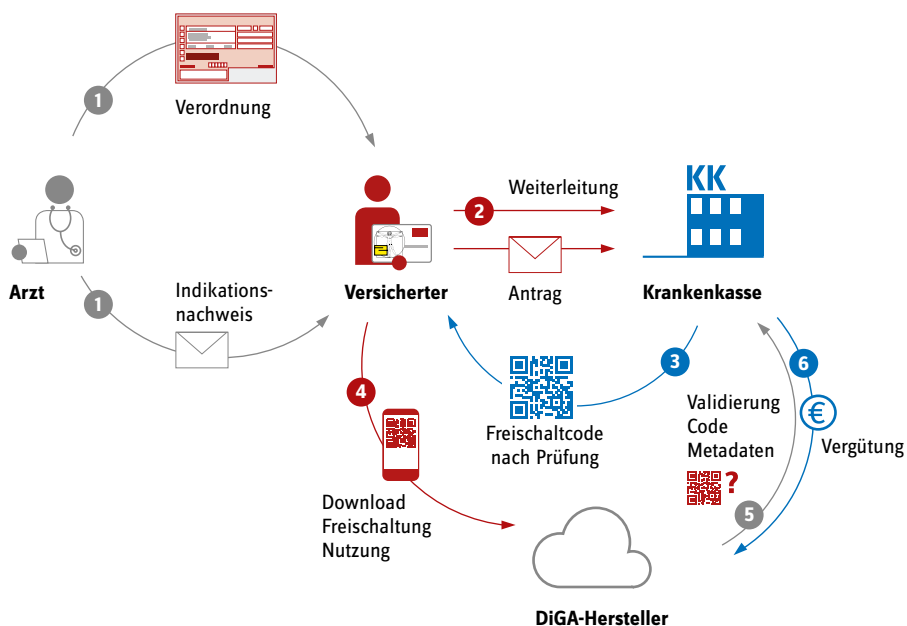 1
Verordnung
Arzt
1
Indikations-
nachweis
Versicherter
2
Weiterleitung
Antrag
KK
Krankenkasse
3
Freischaltcode
nach Prüfung
4
Download
Freischaltung
Nutzung
DiGA-Hersteller
5
Validierung
Code
Metadaten
?
6
€
Vergütung